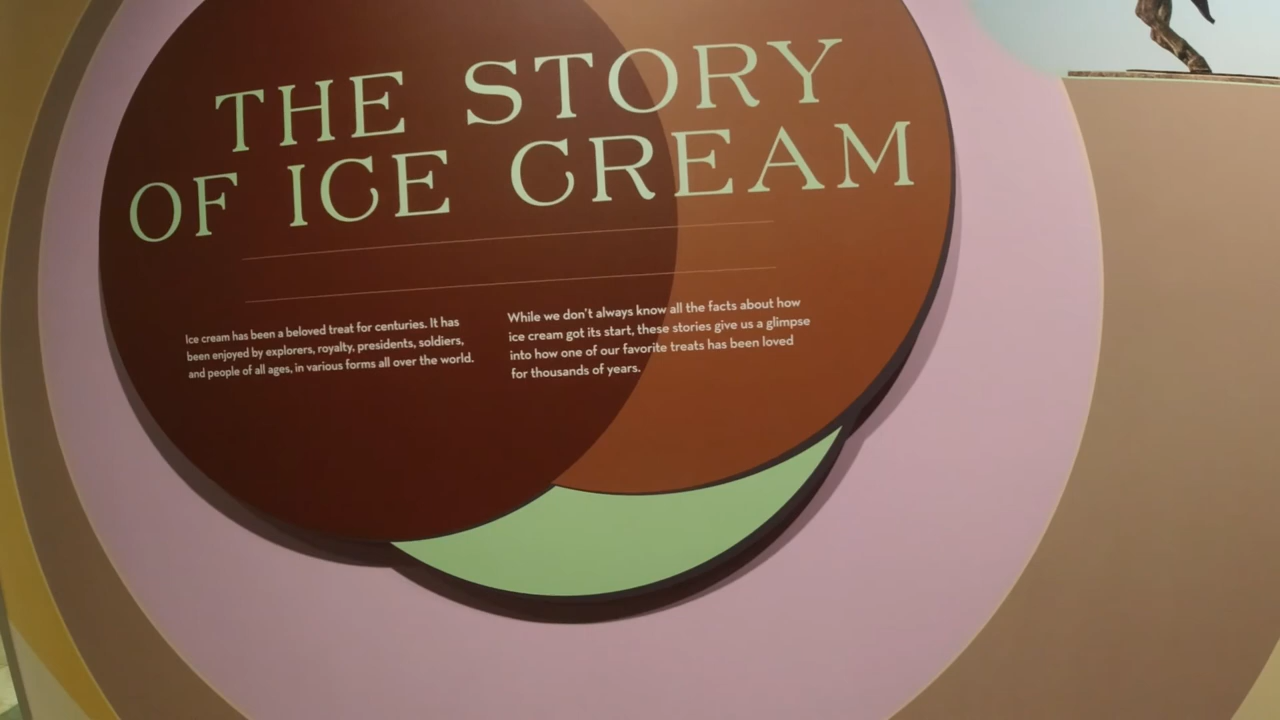 THE STORY
OF ICE CREAM
Ice cream has been a beloved treat for centuries. It has
been enjoyed by explorers, royalty, presidents, soldiers,
and people of all ages, in various forms all over the world.
While we don't always know all the facts about how
ice cream got its start, these stories give us a glimpse
into how one of our favorite treats has been loved
for thousands of years.